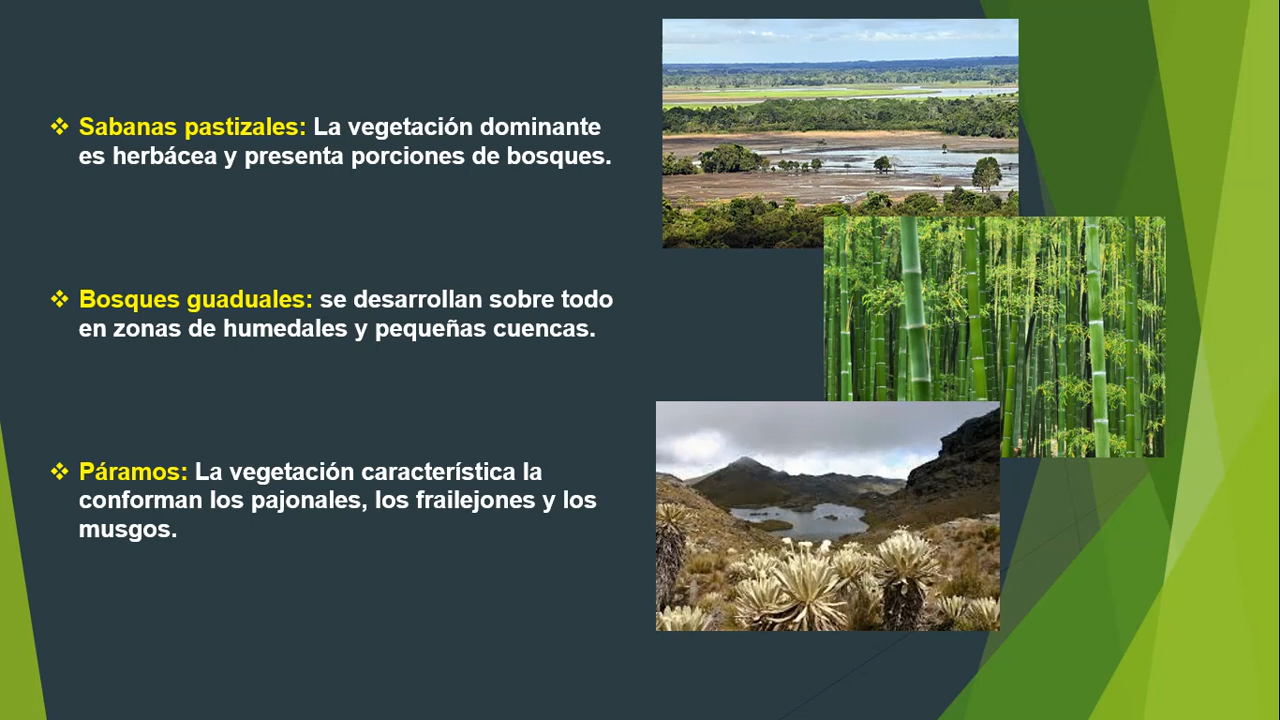 Sabanas pastizales: La vegetación dominante
es herbácea y presenta porciones de bosques.
Bosques guaduales: se desarrollan sobre todo
en zonas de humedales y pequeñas cuencas.
Páramos: La vegetación característica la
conforman los pajonales, los frailejones y los
musgos.